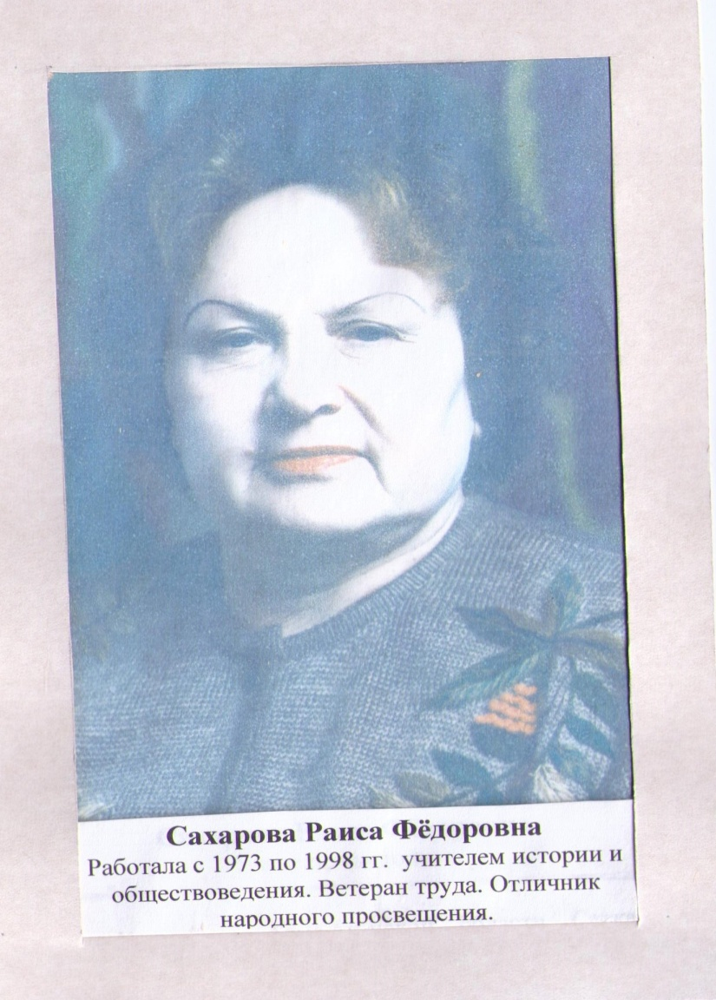 Сахарова Раиса Фёдоровна
Работала с 1973 по 1998 гг. учителем истории и
обществоведения. Ветеран труда. Отличник
народного просвещения.